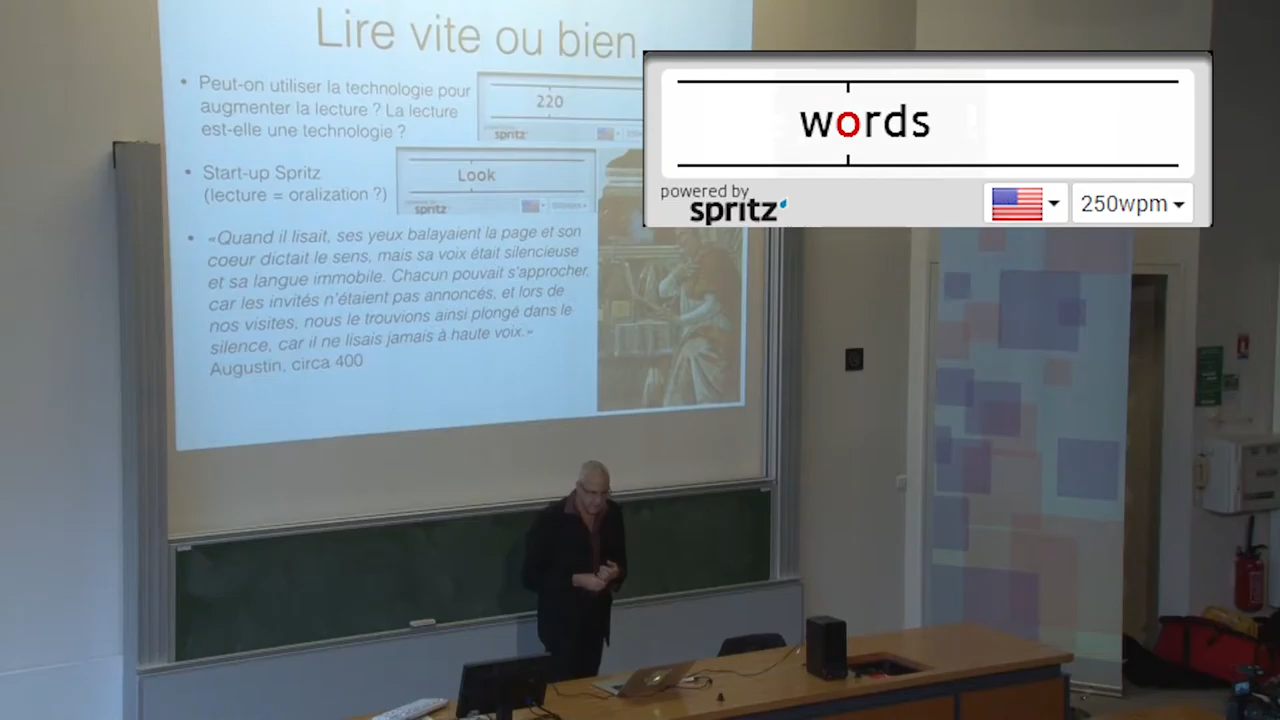 Lire vite ou bien
• Peut-on utiliser la technologie pour
augmenter la lecture ? La lecture
est-elle une technologie ?
220
spritz
• Start-up Spritz
(lecture = oralization ?)
Look
spritz
• «Quand il lisait, ses yeux balayaient la page et son
coeur dictait le sens, mais sa voix était silencieuse
et sa langue immobile. Chacun pouvait s'approcher,
car les invités n'étaient pas annoncés, et lors de
nos visites, nous le trouvions ainsi plongé dans le
silence, car il ne lisais jamais à haute voix.»
Augustin, circa 400
words
powered by
spritz
250wpm